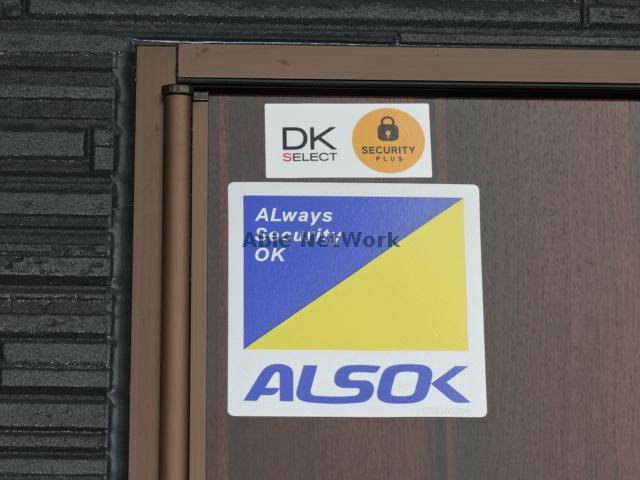 DK
SELECT
SECURITY
PLUS
ALways
Security
OK
Able NetWork
ALSOK